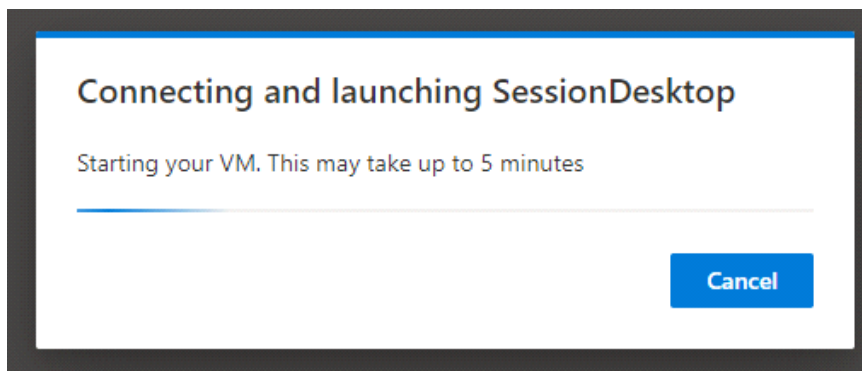 Connecting and launching SessionDesktop
Starting your VM. This may take up to 5 minutes
Cancel